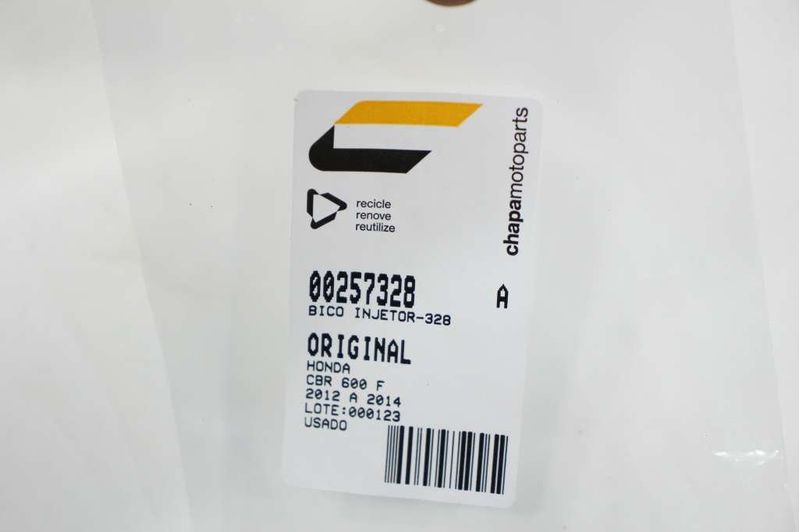 chapamotoparts
recicle
renove
reutilize
00257328 A
BICO INJETOR-328
ORIGINAL
HONDA
CBR 600 F
2012 A 2014
LOTE:000123
USADO